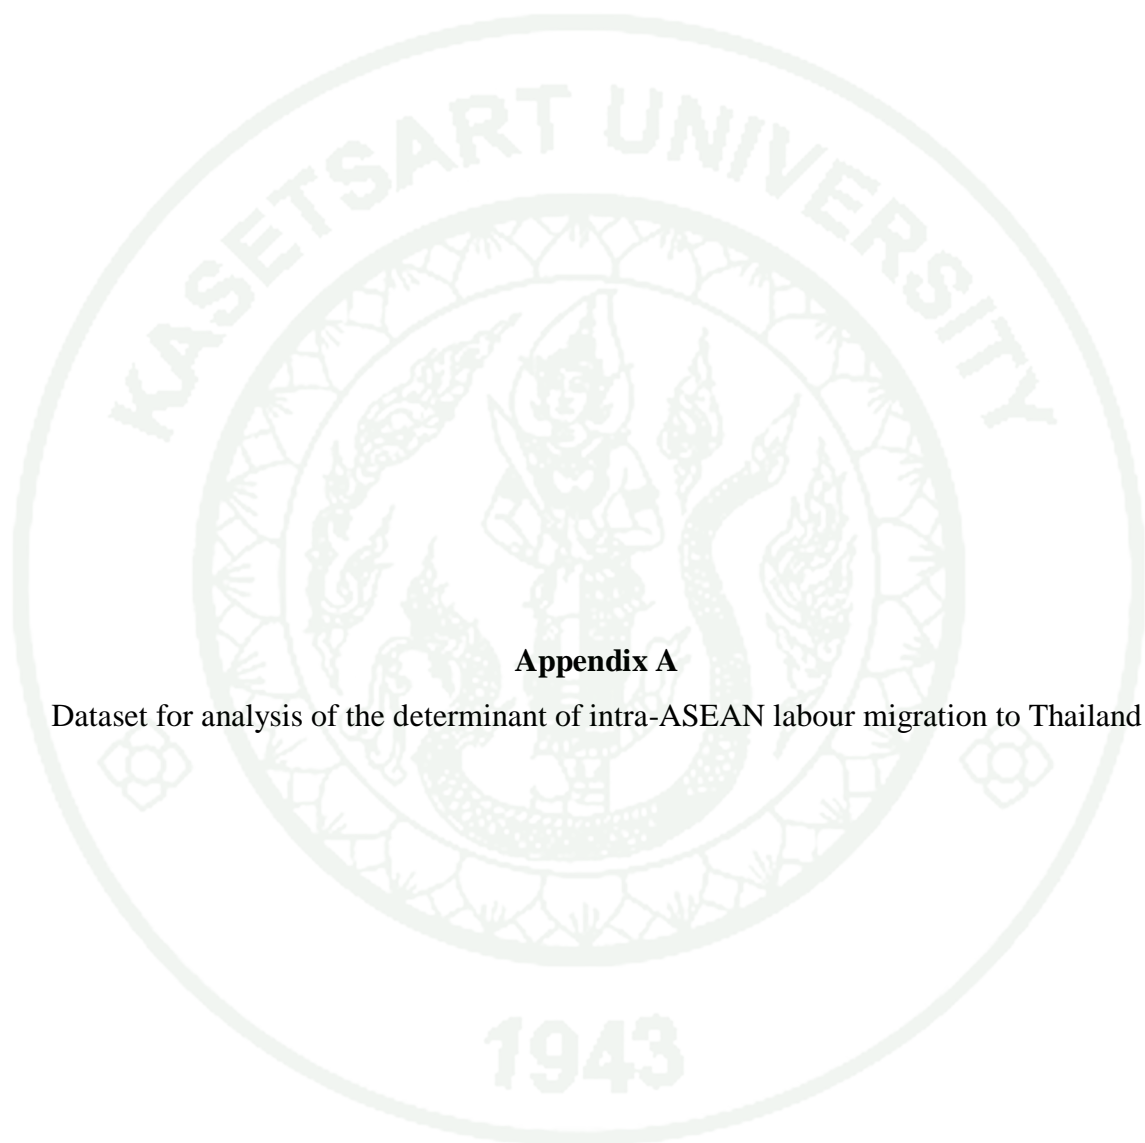 KASETSART UNIVERSITY
Appendix A
Dataset for analysis of the determinant of intra-ASEAN labour migration to Thailand
1943